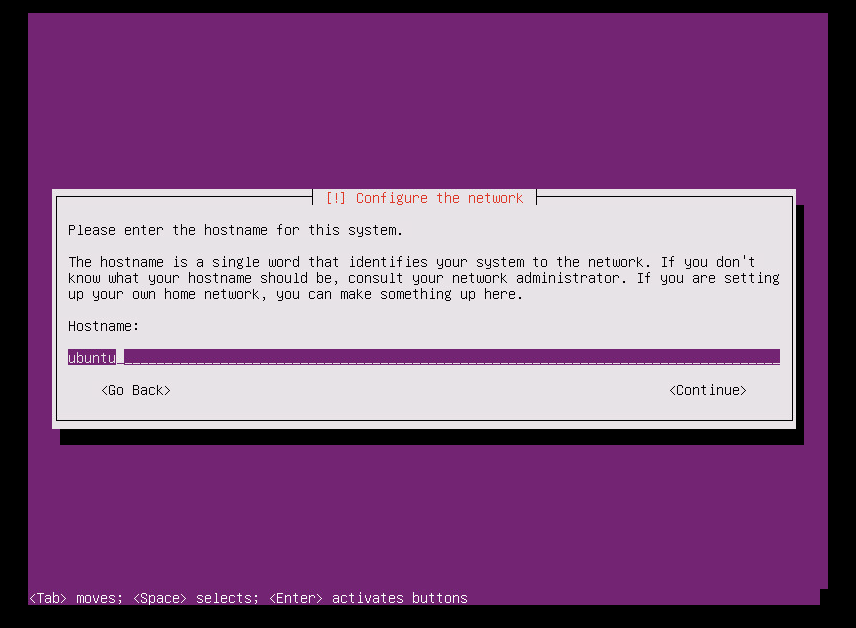 [!] Configure the network
Please enter the hostname for this system.
The hostname is a single word that identifies your system to the network. If you don't
know what your hostname should be, consult your network administrator. If you are setting
up your own home network, you can make something up here.
Hostname:
ubuntu
<Go Back> <Continue>
<Tab> moves; <Space> selects; <Enter> activates buttons